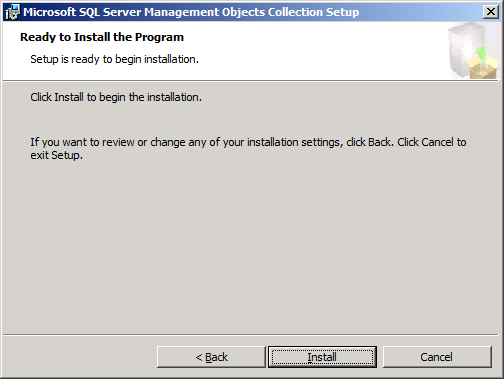 Microsoft SQL Server Management Objects Collection Setup
Ready to Install the Program
Setup is ready to begin installation.
Click Install to begin the installation.
If you want to review or change any of your installation settings, click Back. Click Cancel to
exit Setup.
< Back Install Cancel